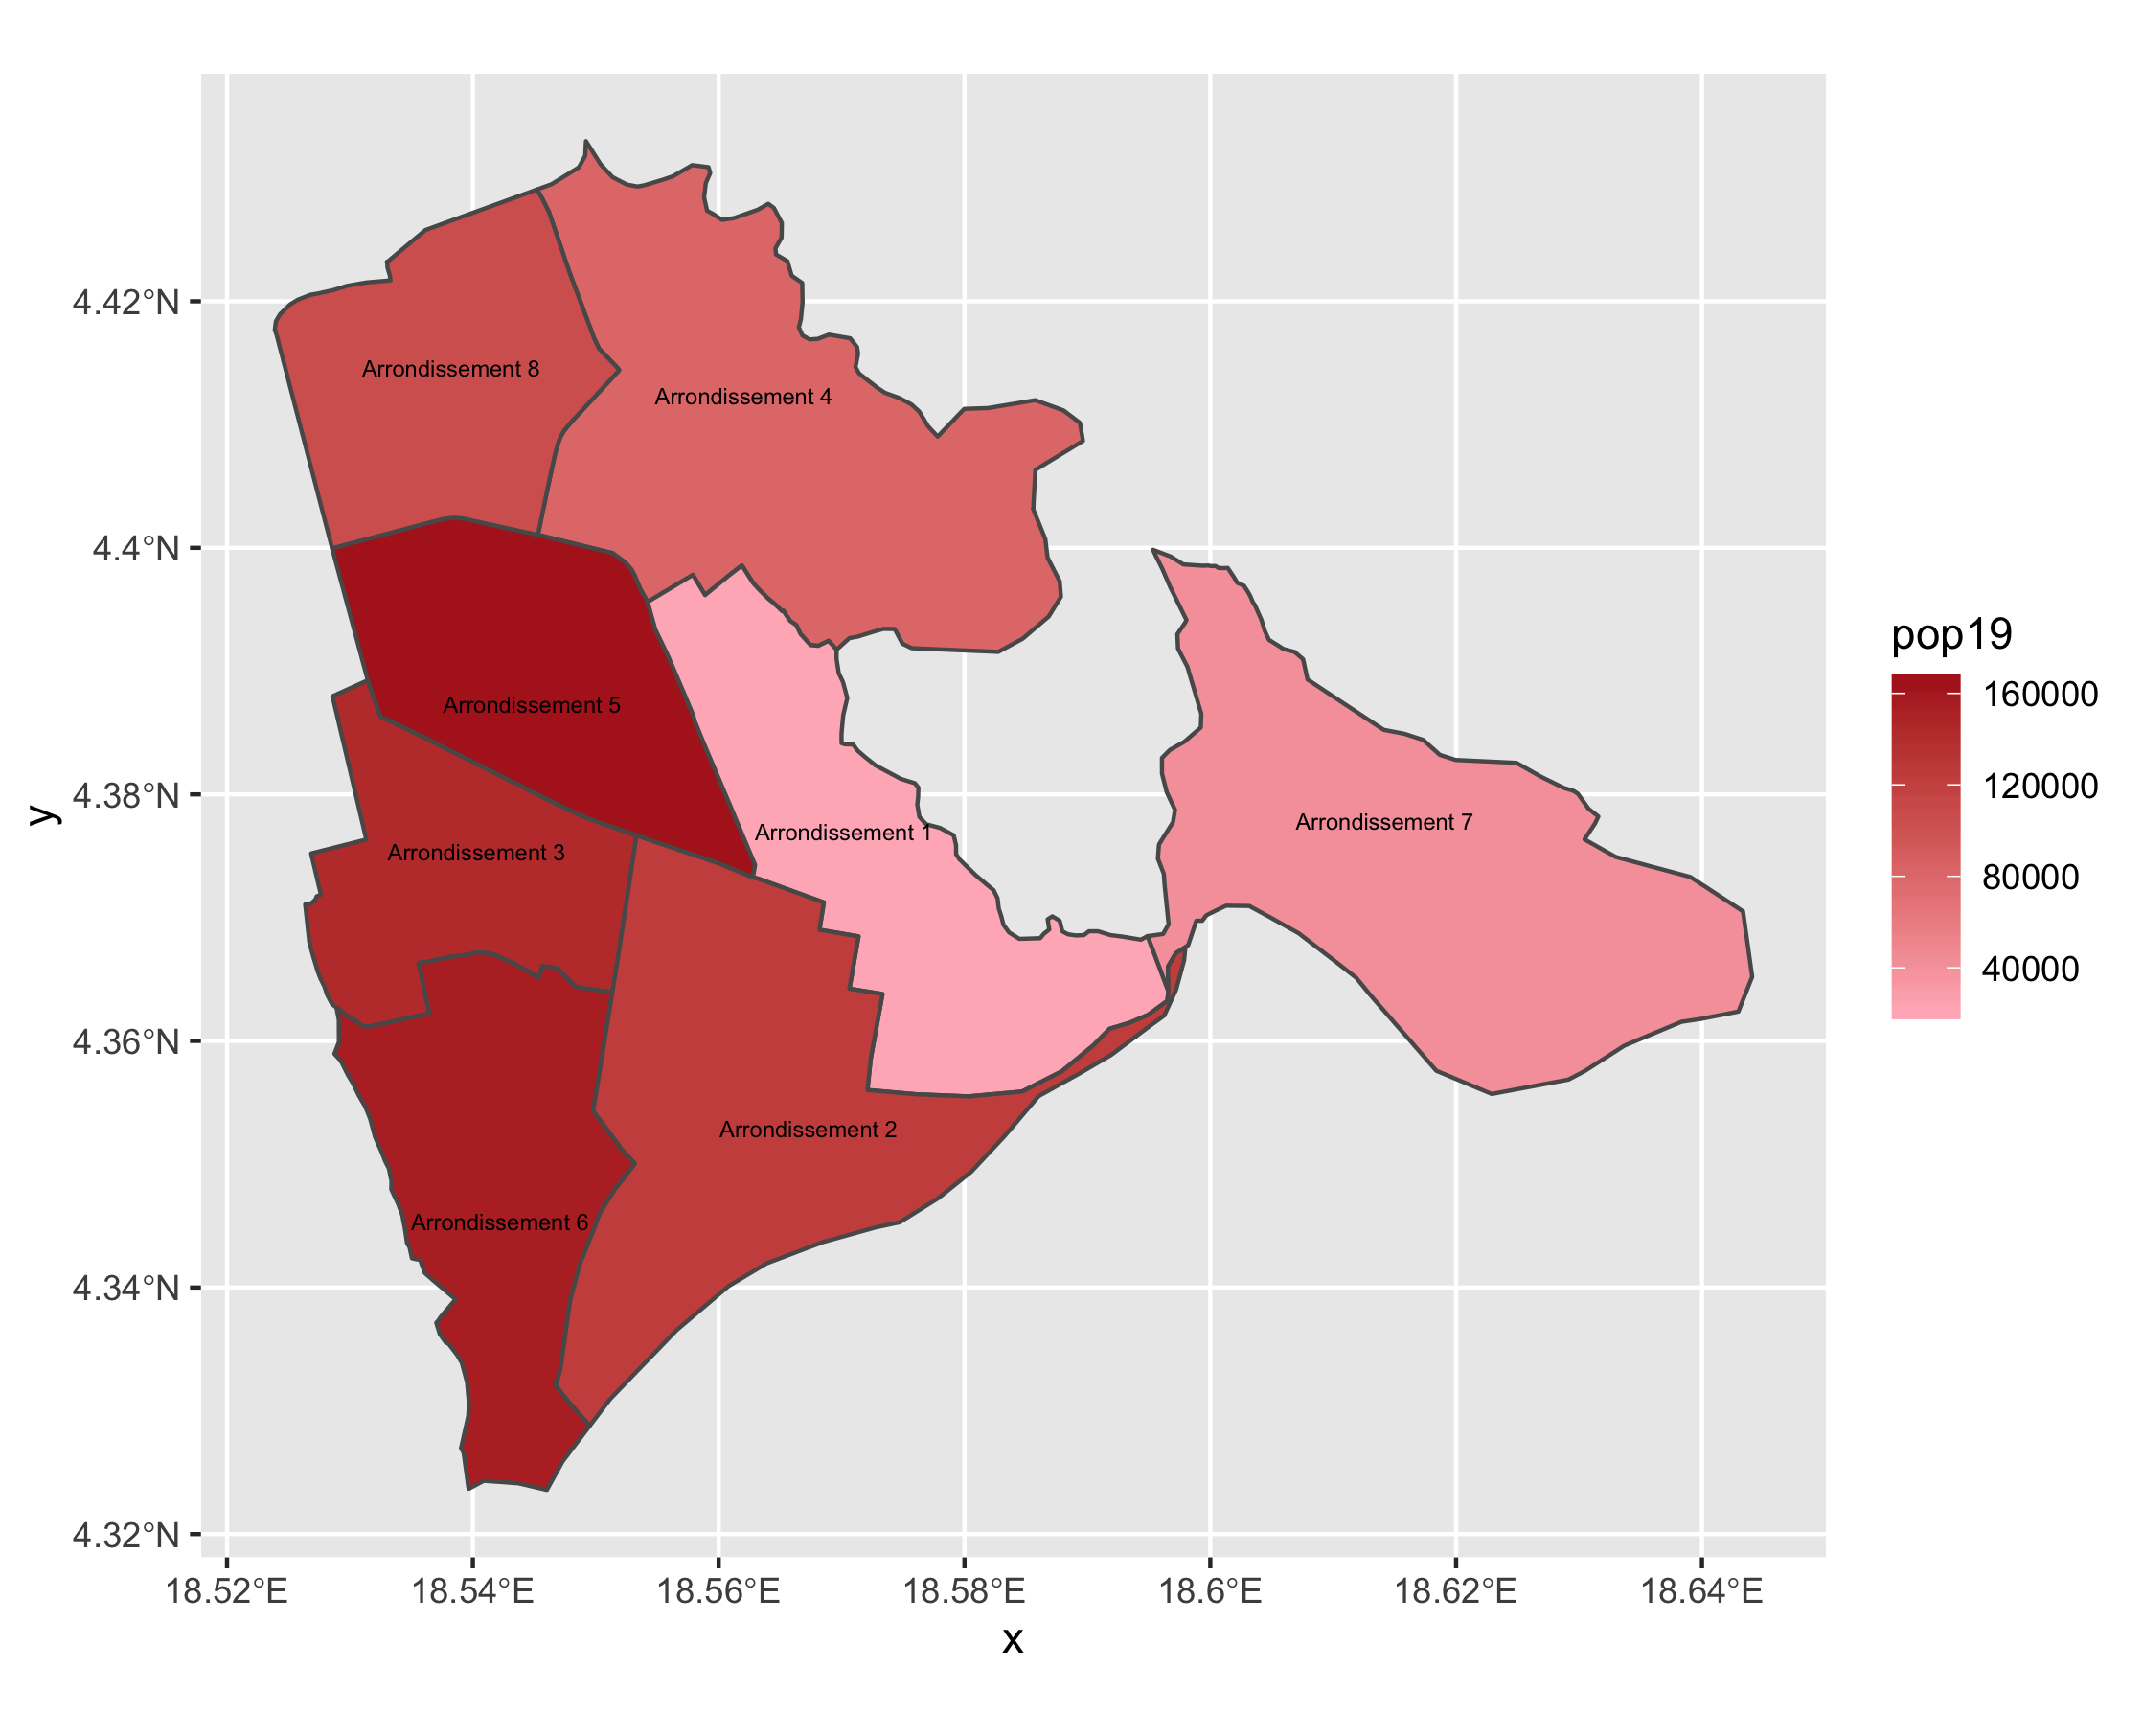 4.42°N
4.4°N
4.38°N
4.36°N
4.34°N
4.32°N
y
Arrondissement 8
Arrondissement 4
Arrondissement 5
Arrondissement 7
Arrondissement 1
Arrondissement 3
Arrondissement 2
Arrondissement 6
18.52°E 18.54°E 18.56°E 18.58°E 18.6°E 18.62°E 18.64°E
x
pop19
160000
120000
80000
40000